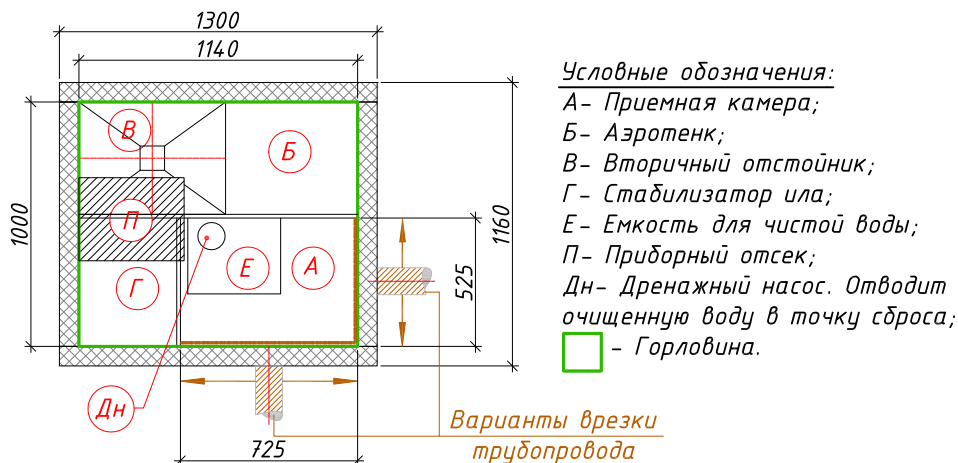 1300
1140
Условные обозначения:
А- Приемная камера;
Б- Аэротенк;
В- Вторичный отстойник;
Г- Стабилизатор ила;
Е- Емкость для чистой воды;
П- Приборный отсек;
Дн- Дренажный насос. Отводит
очищенную воду в точку сброса;
- Горловина.
В
Б
П
1000
1160
Г
Е
А
525
Дн
Варианты врезки
трубопровода
725